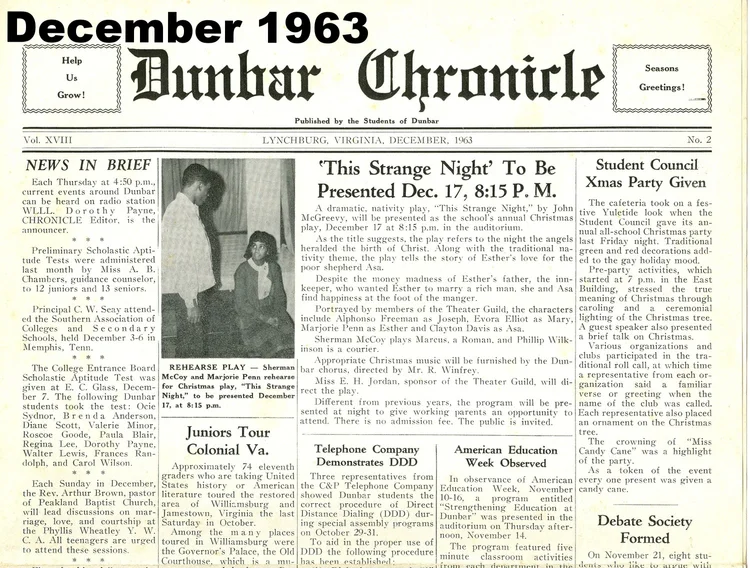 December 1963
Help
Us
Grow!
Dunbar Chronicle
Seasons
Greetings!
Published by the Students of Dunbar
Vol. XVIII
LYNCHBURG, VIRGINIA, DECEMBER, 1963
No. 2
NEWS IN BRIEF
Each Thursday at 4:50 p.m.,
current events around Dunbar
can be heard on radio station
WLLL. Dorothy Payne,
CHRONICLE Editor, is the
announcer.
* * *
Preliminary Scholastic Apti-
tude Tests were administered
last month by Miss A. B.
Chambers, guidance counselor,
to 12 juniors and 13 seniors.
* * *
Principal C. W. Seay attend-
ed the Southern Association of
Colleges and Secondary
Schools, held December 3-6 in
Memphis, Tenn.
* * *
The College Entrance Board
Scholastic Aptitude Test was
given at E. C. Glass, Decem-
ber 7. The following Dunbar
students took the test: Ocie
Sydnor, Brenda Anderson,
Diane Scott, Valerie Minor,
Roscoe Goode, Paula Blair,
Regina Lee, Dorothy Payne,
Walter Lewis, Frances Ran-
dolph, and Carol Wilson.
* * *
Each Sunday in December,
the Rev. Arthur Brown, pastor
of Peakland Baptist Church,
will lead discussions on mar-
riage, love, and courtship at
the Phyllis Wheatley Y. W.
C. A. All teenagers are urged
to attend these sessions.
* * *
REHEARSE PLAY — Sherman
McCoy and Marjorie Penn rehearse
for Christmas play, "This Strange
Night," to be presented December
17, at 8:15 p.m.
Juniors Tour
Colonial Va.
Approximately 74 eleventh
graders who are taking United
States history or American
literature toured the restored
area of Williamsburg and
Jamestown, Virginia the last
Saturday in October.
Among the many places
toured in Williamsburg were
the Governor's Palace, the Old
Courthouse, which is a mu-
'This Strange Night' To Be
Presented Dec. 17, 8:15 P. M.
A dramatic, nativity play, "This Strange Night," by John
McGreevy, will be presented as the school's annual Christmas
play, December 17 at 8:15 p.m. in the auditorium.
As the title suggests, the play refers to the night the angels
heralded the birth of Christ. Along with the traditional na-
tivity theme, the play tells the story of Esther's love for the
poor shepherd Asa.
Despite the money madness of Esther's father, the inn-
keeper, who wanted Esther to marry a rich man, she and Asa
find happiness at the foot of the manger.
Portrayed by members of the Theater Guild, the characters
include Alphonso Freeman as Joseph, Evora Elliott as Mary,
Marjorie Penn as Esther and Clayton Davis as Asa.
Sherman McCoy plays Marcus, a Roman, and Phillip Wilk-
inson is a courier.
Appropriate Christmas music will be furnished by the Dun-
bar chorus, directed by Mr. R. Winfrey.
Miss E. H. Jordan, sponsor of the Theater Guild, will di-
rect the play.
Different from previous years, the program will be pre-
sented at night to give working parents an opportunity to
attend. There is no admission fee. The public is invited.
Telephone Company
Demonstrates DDD
Three representatives from
the C&P Telephone Company
showed Dunbar students the
correct procedure of Direct
Distance Dialing (DDD) dur-
ing special assembly programs
on October 29-31.
To aid in the proper use of
DDD the following procedure
has been established:
American Education
Week Observed
In observance of American
Education Week, November
10-16, a program entitled
"Strengthening Education at
Dunbar" was presented in the
auditorium on Thursday after-
noon, November 14.
The program featured five
minute classroom activities
from each department in the
Student Council
Xmas Party Given
The cafeteria took on a fes-
tive Yuletide look when the
Student Council gave its an-
nual all-school Christmas party
last Friday night. Traditional
green and red decorations add-
ed to the gay holiday mood.
Pre-party activities, which
started at 7 p.m. in the East
Building, stressed the true
meaning of Christmas through
caroling and a ceremonial
lighting of the Christmas tree.
A guest speaker also presented
a brief talk on Christmas.
Various organizations and
clubs participated in the tra-
ditional roll call, at which time
a representative from each or-
ganization said a familiar
verse or greeting when the
name of the club was called.
Each representative also placed
an ornament on the Christmas
tree.
The crowning of "Miss
Candy Cane" was a highlight
of the party.
As a token of the event
every one present was given a
candy cane.
Debate Society
Formed
On November 21, eight stu-
dents who like to argue with